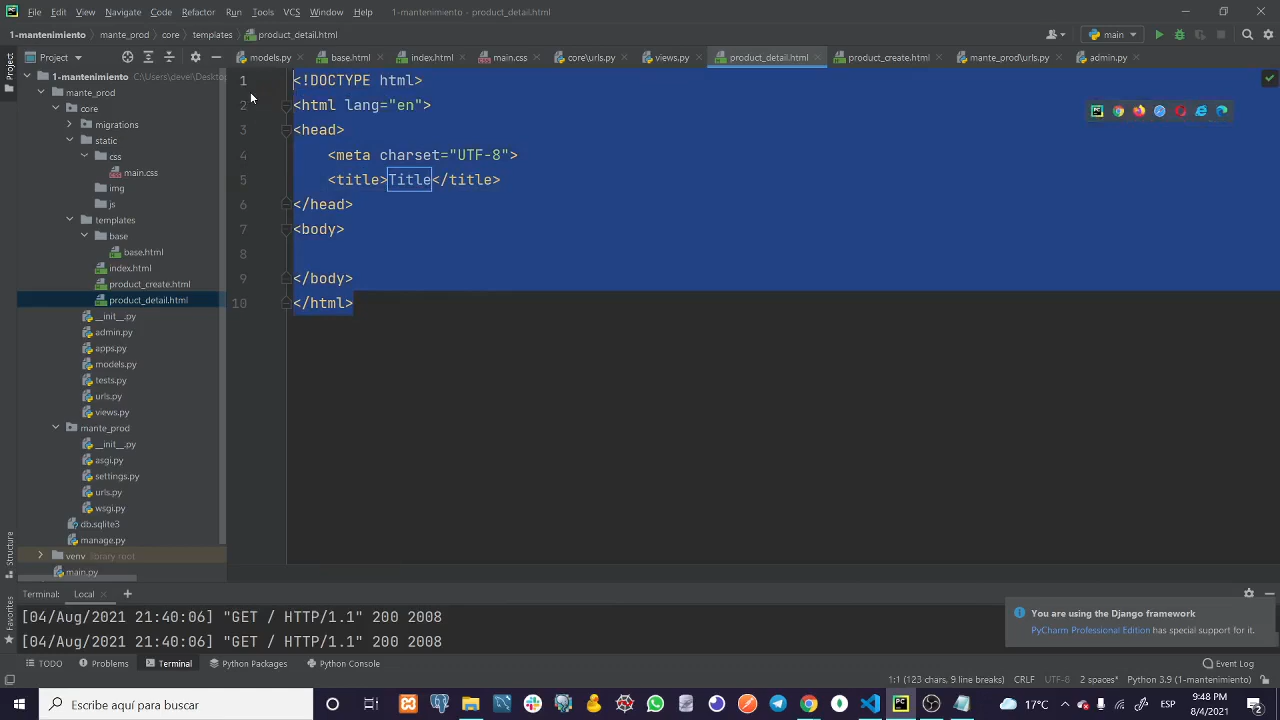 File Edit View Navigate Code Refactor Run Tools VCS Window Help 1-mantenimiento - product_detail.html
1-mantenimiento mante_prod core templates product_detail.html main
Project models.py base.html index.html main.css core\urls.py views.py product_detail.html product_create.html mante_prod\urls.py admin.py
Project
1-mantenimiento C:\Users\deve\Deskto
mante_prod
core
migrations
static
css
main.css
img
js
templates
base
base.html
index.html
product_create.html
product_detail.html
__init__.py
admin.py
apps.py
models.py
tests.py
urls.py
views.py
mante_prod
__init__.py
asgi.py
settings.py
urls.py
wsgi.py
db.sqlite3
manage.py
venv library root
main.py
1 <!DOCTYPE html>
2 <html lang="en">
3 <head>
4 <meta charset="UTF-8">
5 <title>Title</title>
6 </head>
7 <body>
8
9 </body>
10 </html>
Structure
Favorites
Terminal: Local
[04/Aug/2021 21:40:06] "GET / HTTP/1.1" 200 2008
[04/Aug/2021 21:40:06] "GET / HTTP/1.1" 200 2008
You are using the Django framework
PyCharm Professional Edition has special support for it.
TODO Problems Terminal Python Packages Python Console Event Log
1:1 (123 chars, 9 line breaks) CRLF UTF-8 2 spaces* Python 3.9 (mantenimiento)
Escribe aquí para buscar
17°C ESP 9:48 PM
8/4/2021
2